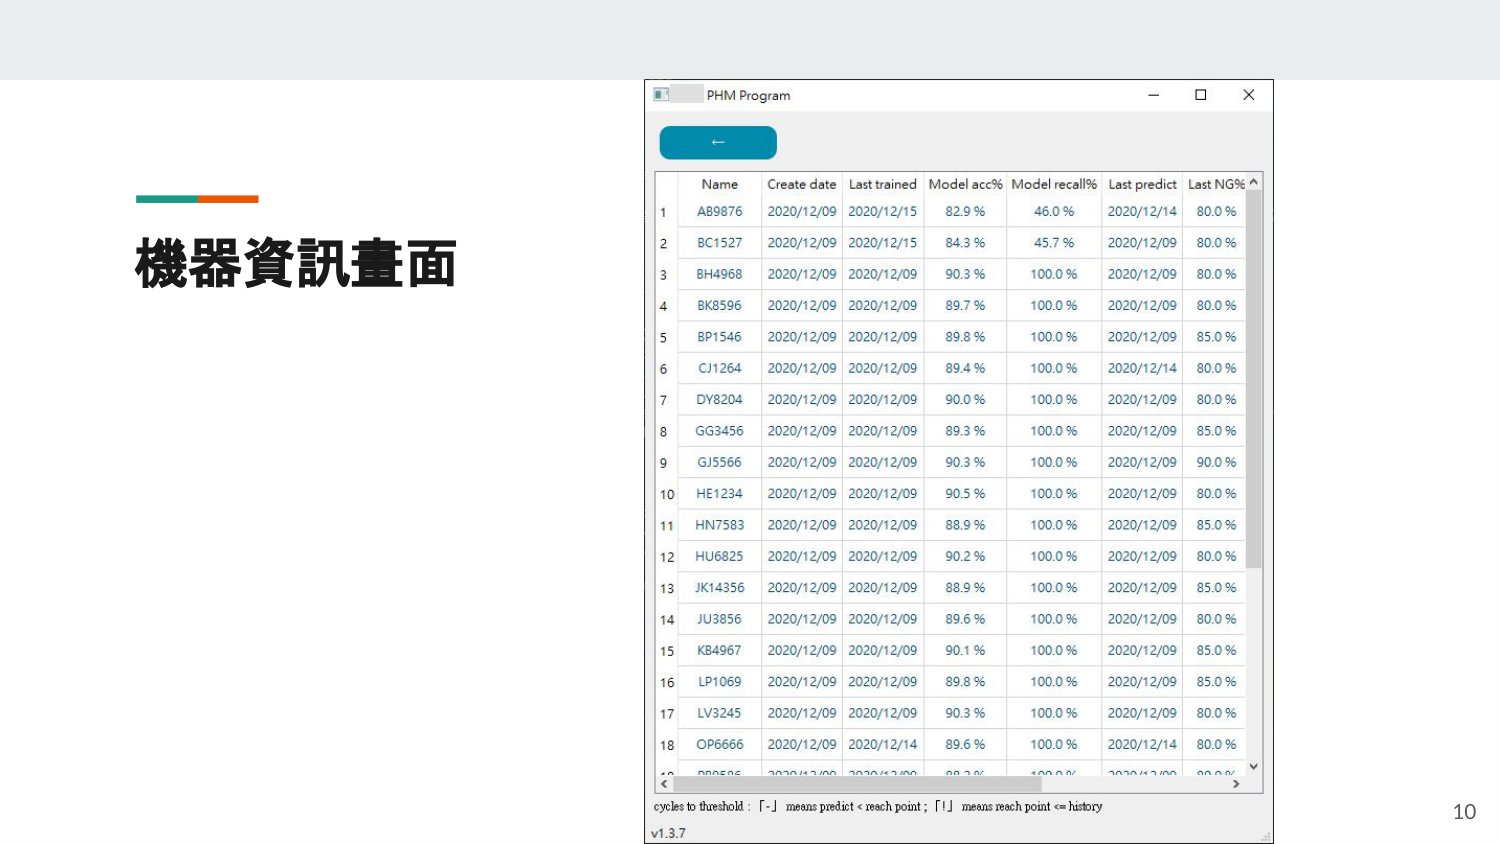 機器資訊畫面
PHM Program
←
Name Create date Last trained Model acc% Model recall% Last predict Last NG%
1 AB9876 2020/12/09 2020/12/15 82.9 % 46.0 % 2020/12/14 80.0 %
2 BC1527 2020/12/09 2020/12/15 84.3 % 45.7 % 2020/12/09 80.0 %
3 BH4968 2020/12/09 2020/12/09 90.3 % 100.0 % 2020/12/09 80.0 %
4 BK8596 2020/12/09 2020/12/09 89.7 % 100.0 % 2020/12/09 80.0 %
5 BP1546 2020/12/09 2020/12/09 89.8 % 100.0 % 2020/12/09 85.0 %
6 CJ1264 2020/12/09 2020/12/09 89.4 % 100.0 % 2020/12/14 80.0 %
7 DY8204 2020/12/09 2020/12/09 90.0 % 100.0 % 2020/12/09 80.0 %
8 GG3456 2020/12/09 2020/12/09 89.3 % 100.0 % 2020/12/09 85.0 %
9 GJ5566 2020/12/09 2020/12/09 90.3 % 100.0 % 2020/12/09 90.0 %
10 HE1234 2020/12/09 2020/12/09 90.5 % 100.0 % 2020/12/09 80.0 %
11 HN7583 2020/12/09 2020/12/09 88.9 % 100.0 % 2020/12/09 85.0 %
12 HU6825 2020/12/09 2020/12/09 90.2 % 100.0 % 2020/12/09 80.0 %
13 JK14356 2020/12/09 2020/12/09 88.9 % 100.0 % 2020/12/09 85.0 %
14 JU3856 2020/12/09 2020/12/09 89.6 % 100.0 % 2020/12/09 80.0 %
15 KB4967 2020/12/09 2020/12/09 90.1 % 100.0 % 2020/12/09 85.0 %
16 LP1069 2020/12/09 2020/12/09 89.8 % 100.0 % 2020/12/09 85.0 %
17 LV3245 2020/12/09 2020/12/09 90.3 % 100.0 % 2020/12/09 80.0 %
18 OP6666 2020/12/09 2020/12/14 89.6 % 100.0 % 2020/12/14 80.0 %
cycles to threshold : 「-」 means predict < reach point ; 「!」 means reach point <= history
v1.3.7
10